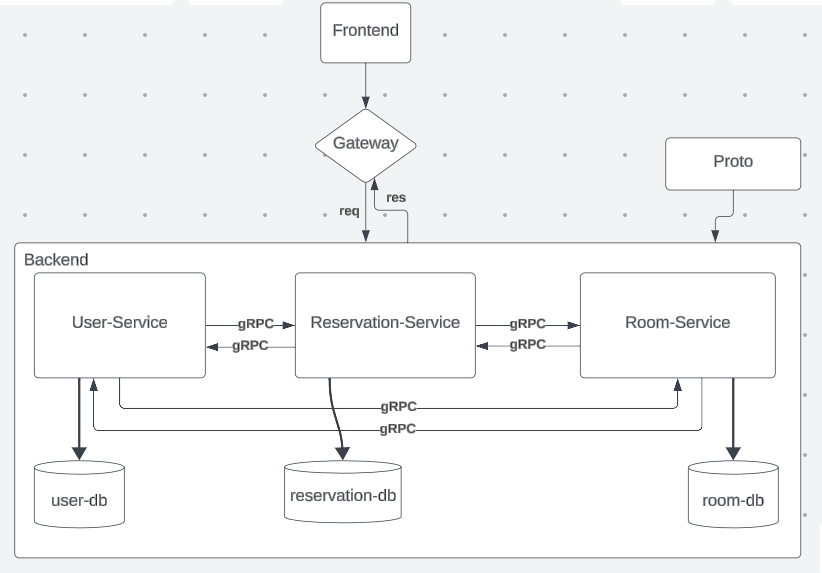 Frontend
Gateway
Proto
res
req
Backend
User-Service
gRPC
gRPC
Reservation-Service
gRPC
gRPC
Room-Service
gRPC
gRPC
user-db
reservation-db
room-db